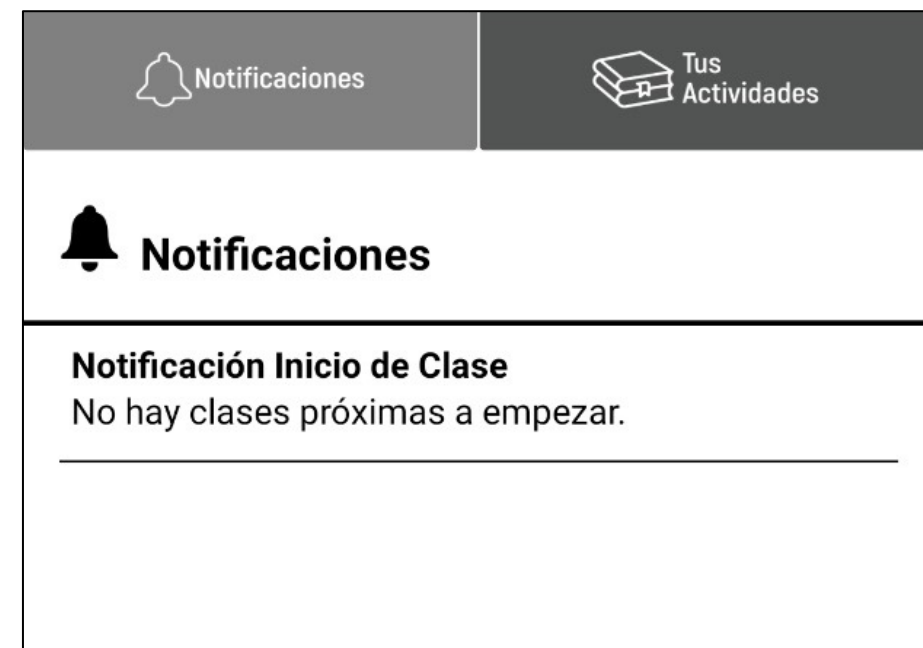 Notificaciones
Tus
Actividades
Notificaciones
Notificación Inicio de Clase
No hay clases próximas a empezar.